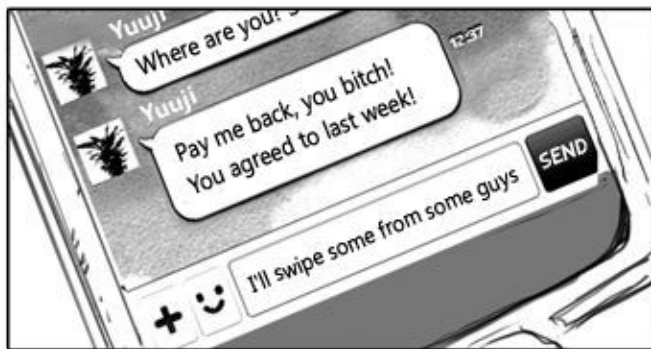 Yuuji
Where are you?
Yuuji
12:37
Pay me back, you bitch!
You agreed to last week!
I'll swipe some from some guys
SEND